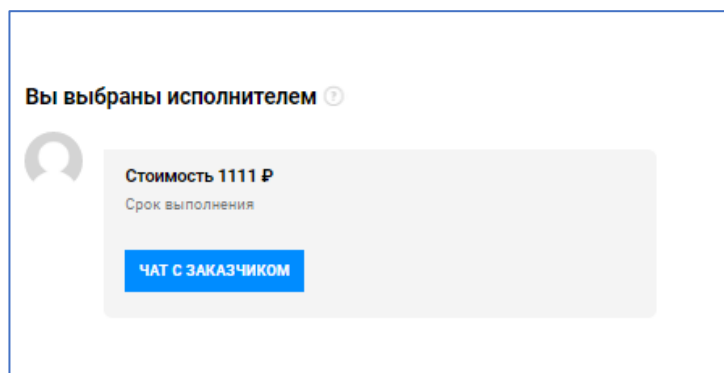 Вы выбраны исполнителем ?
Стоимость 1111 ₽
Срок выполнения
ЧАТ С ЗАКАЗЧИКОМ